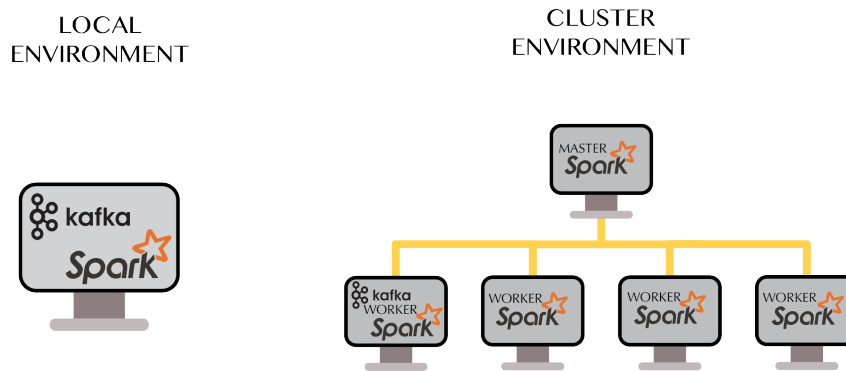 LOCAL
ENVIRONMENT
CLUSTER
ENVIRONMENT
kafka
Spark
MASTER
Spark
kafka
WORKER
Spark
WORKER
Spark
WORKER
Spark
WORKER
Spark